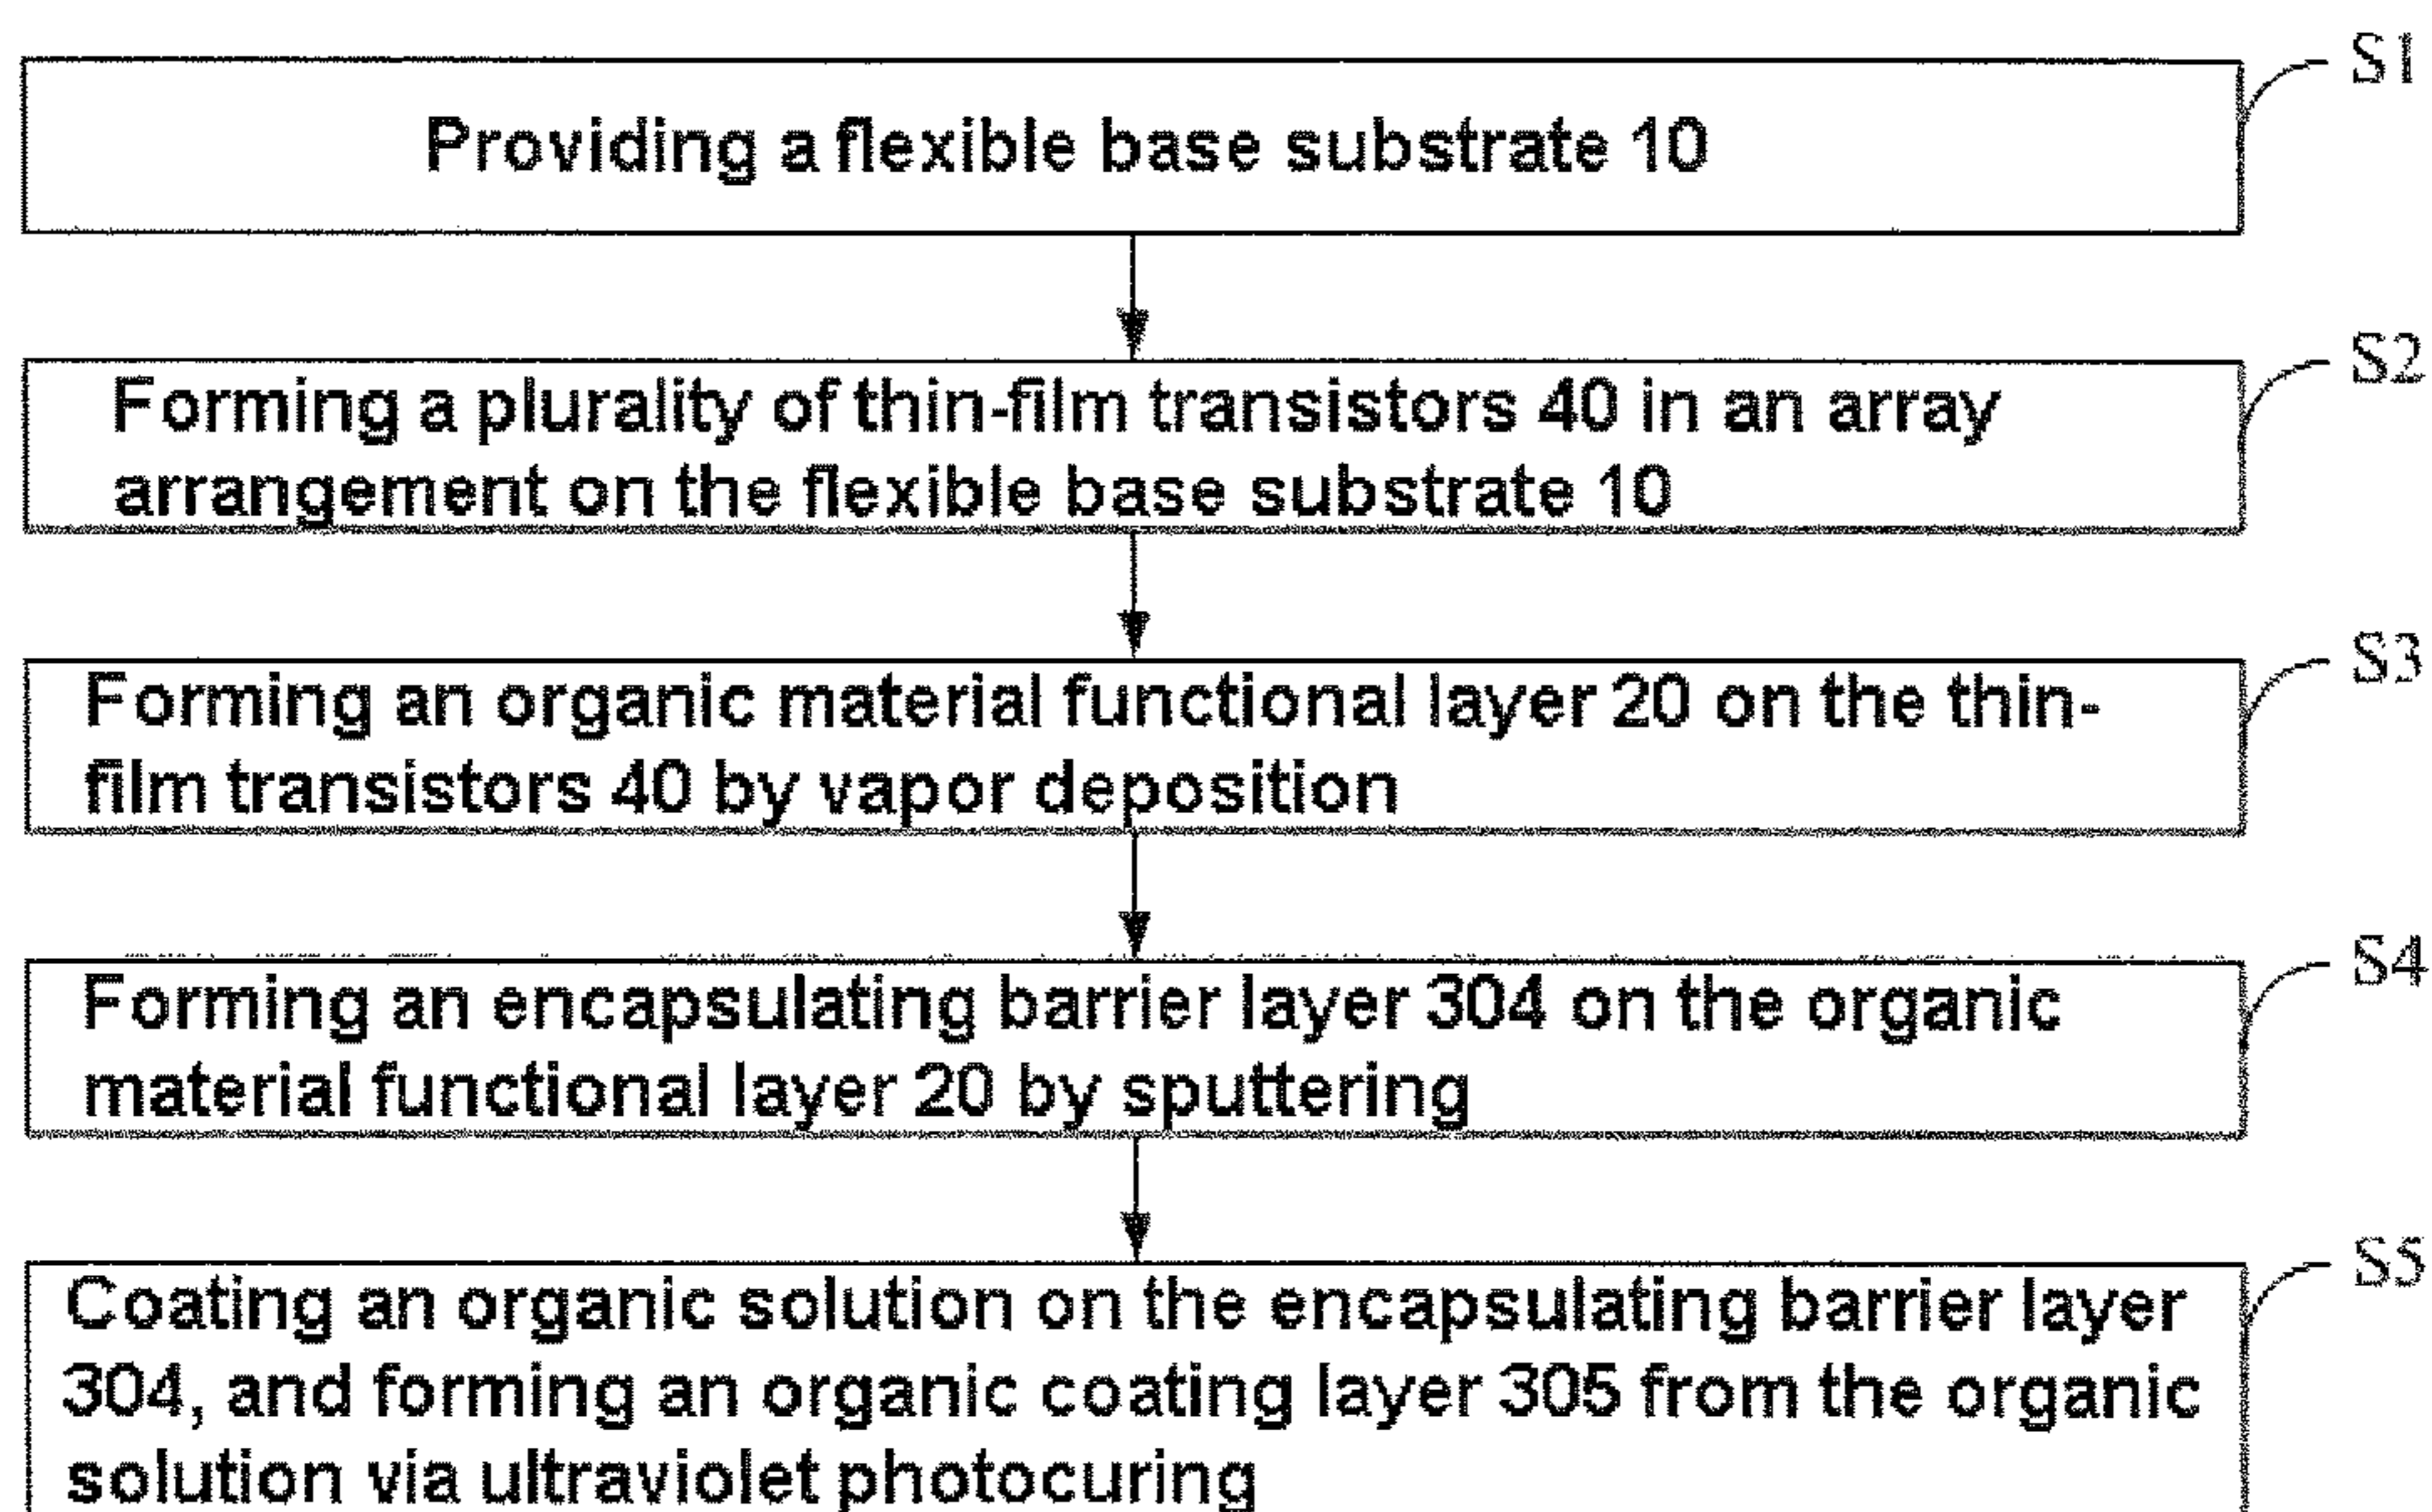 S1
Providing a flexible base substrate 10
S2
Forming a plurality of thin-film transistors 40 in an array
arrangement on the flexible base substrate 10
S3
Forming an organic material functional layer 20 on the thin-
film transistors 40 by vapor deposition
S4
Forming an encapsulating barrier layer 304 on the organic
material functional layer 20 by sputtering
S5
Coating an organic solution on the encapsulating barrier layer
304, and forming an organic coating layer 305 from the organic
solution via ultraviolet photocuring